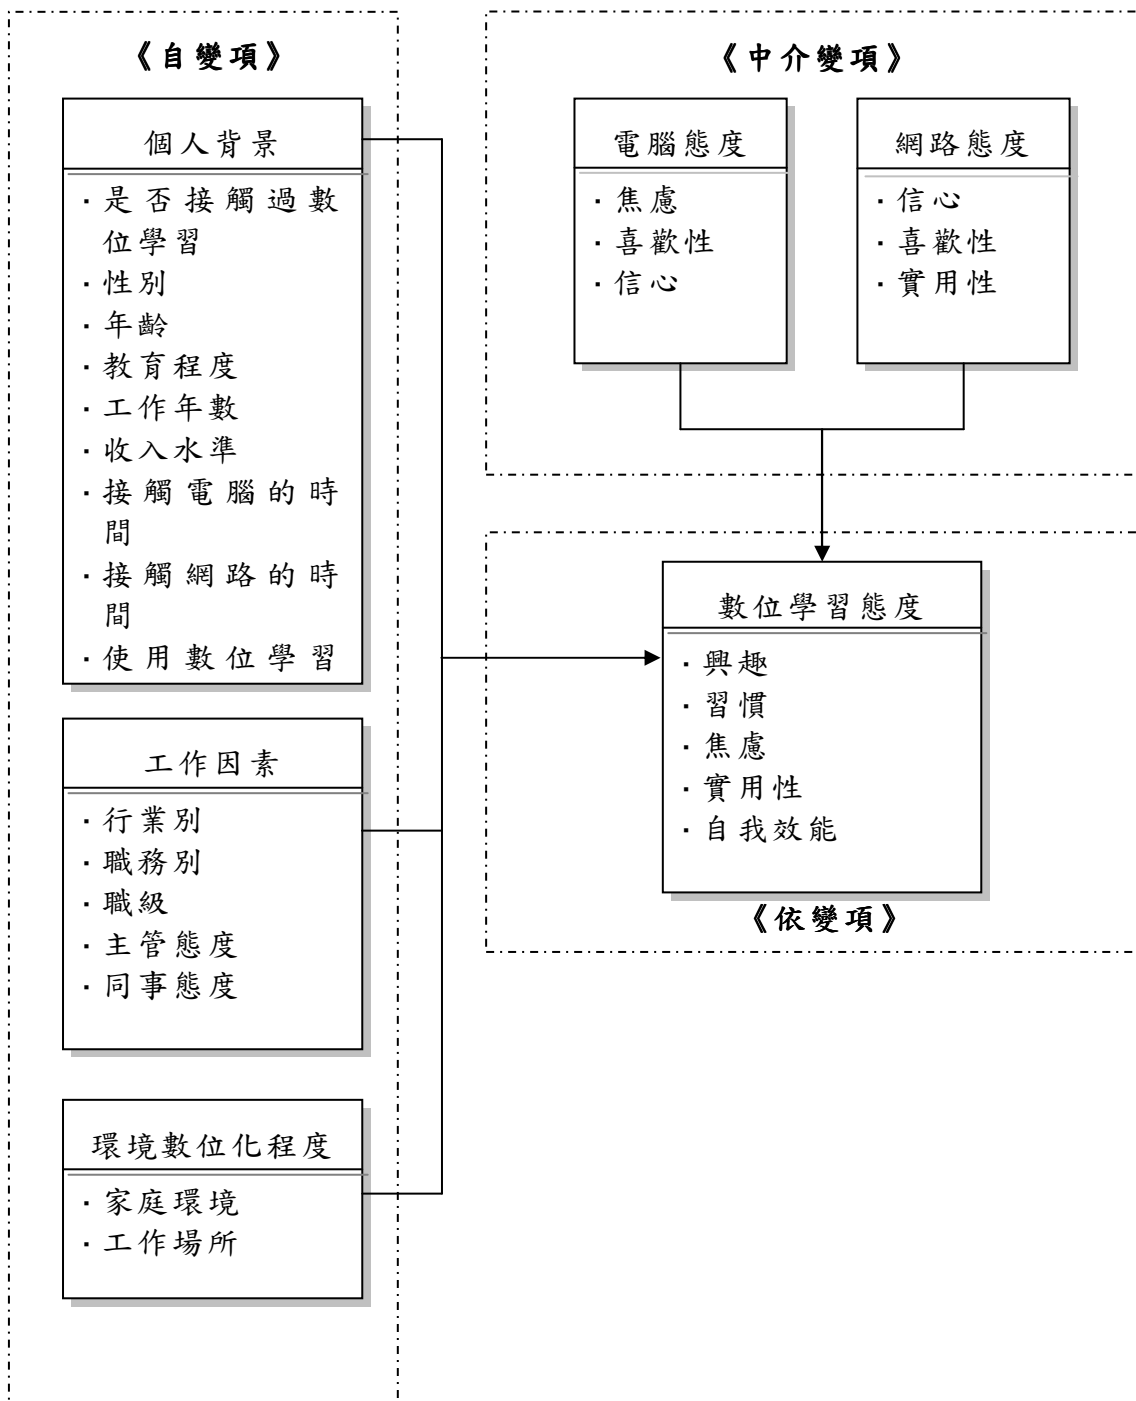 《自變項》
個人背景
‧是否接觸過數
位學習
‧性別
‧年齡
‧教育程度
‧工作年數
‧收入水準
‧接觸電腦的時
間
‧接觸網路的時
間
‧使用數位學習
工作因素
‧行業別
‧職務別
‧職級
‧主管態度
‧同事態度
環境數位化程度
‧家庭環境
‧工作場所
《中介變項》
電腦態度
‧焦慮
‧喜歡性
‧信心
網路態度
‧信心
‧喜歡性
‧實用性
數位學習態度
‧興趣
‧習慣
‧焦慮
‧實用性
‧自我效能
《依變項》